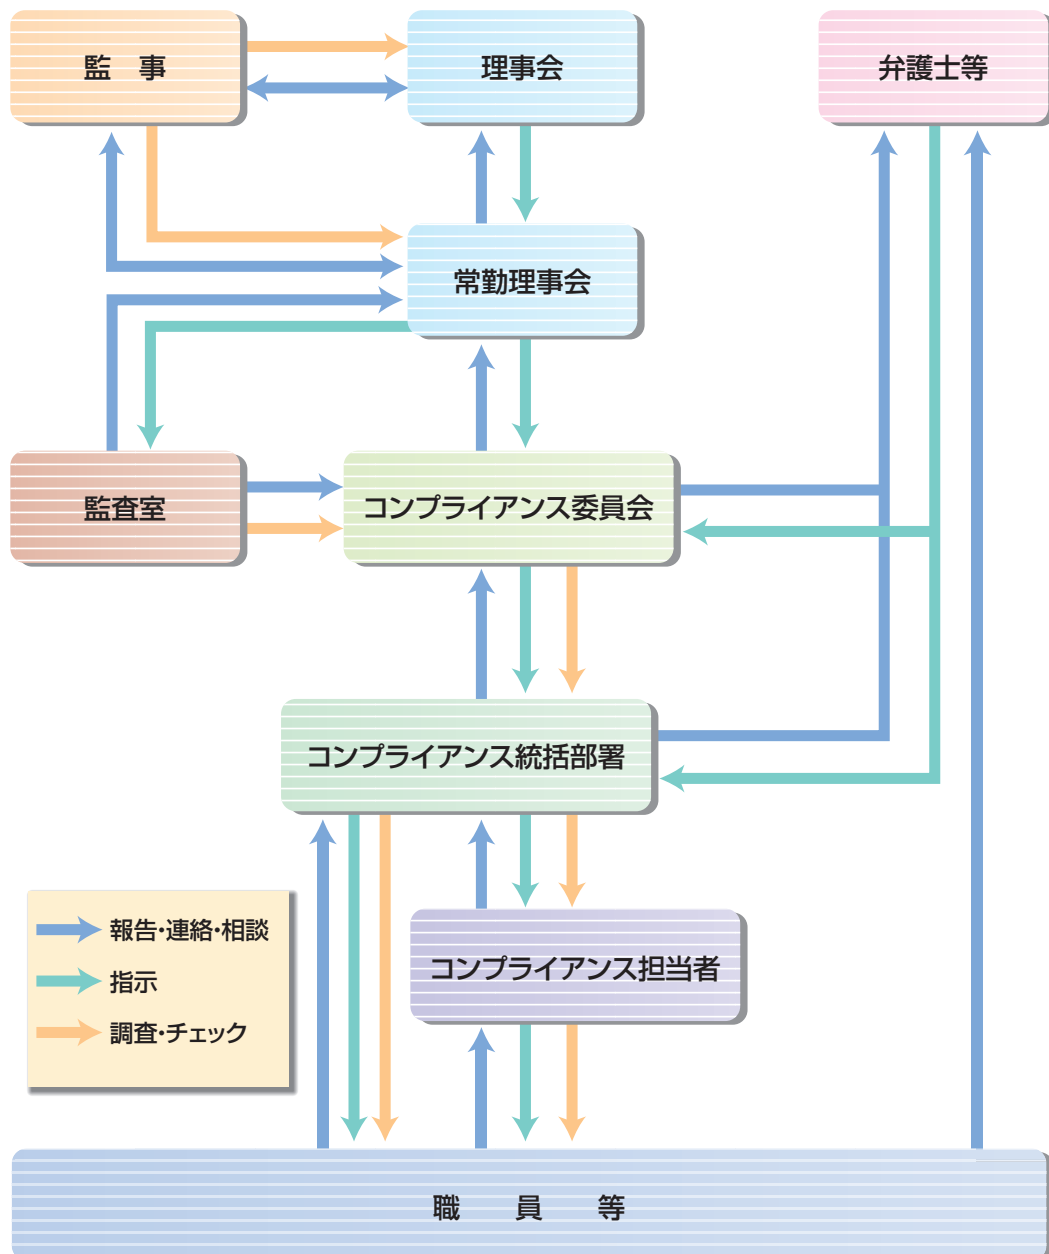 監 事
理事会
弁護士等
常勤理事会
監査室
コンプライアンス委員会
コンプライアンス統括部署
報告・連絡・相談
指示
調査・チェック
コンプライアンス担当者
職 員 等